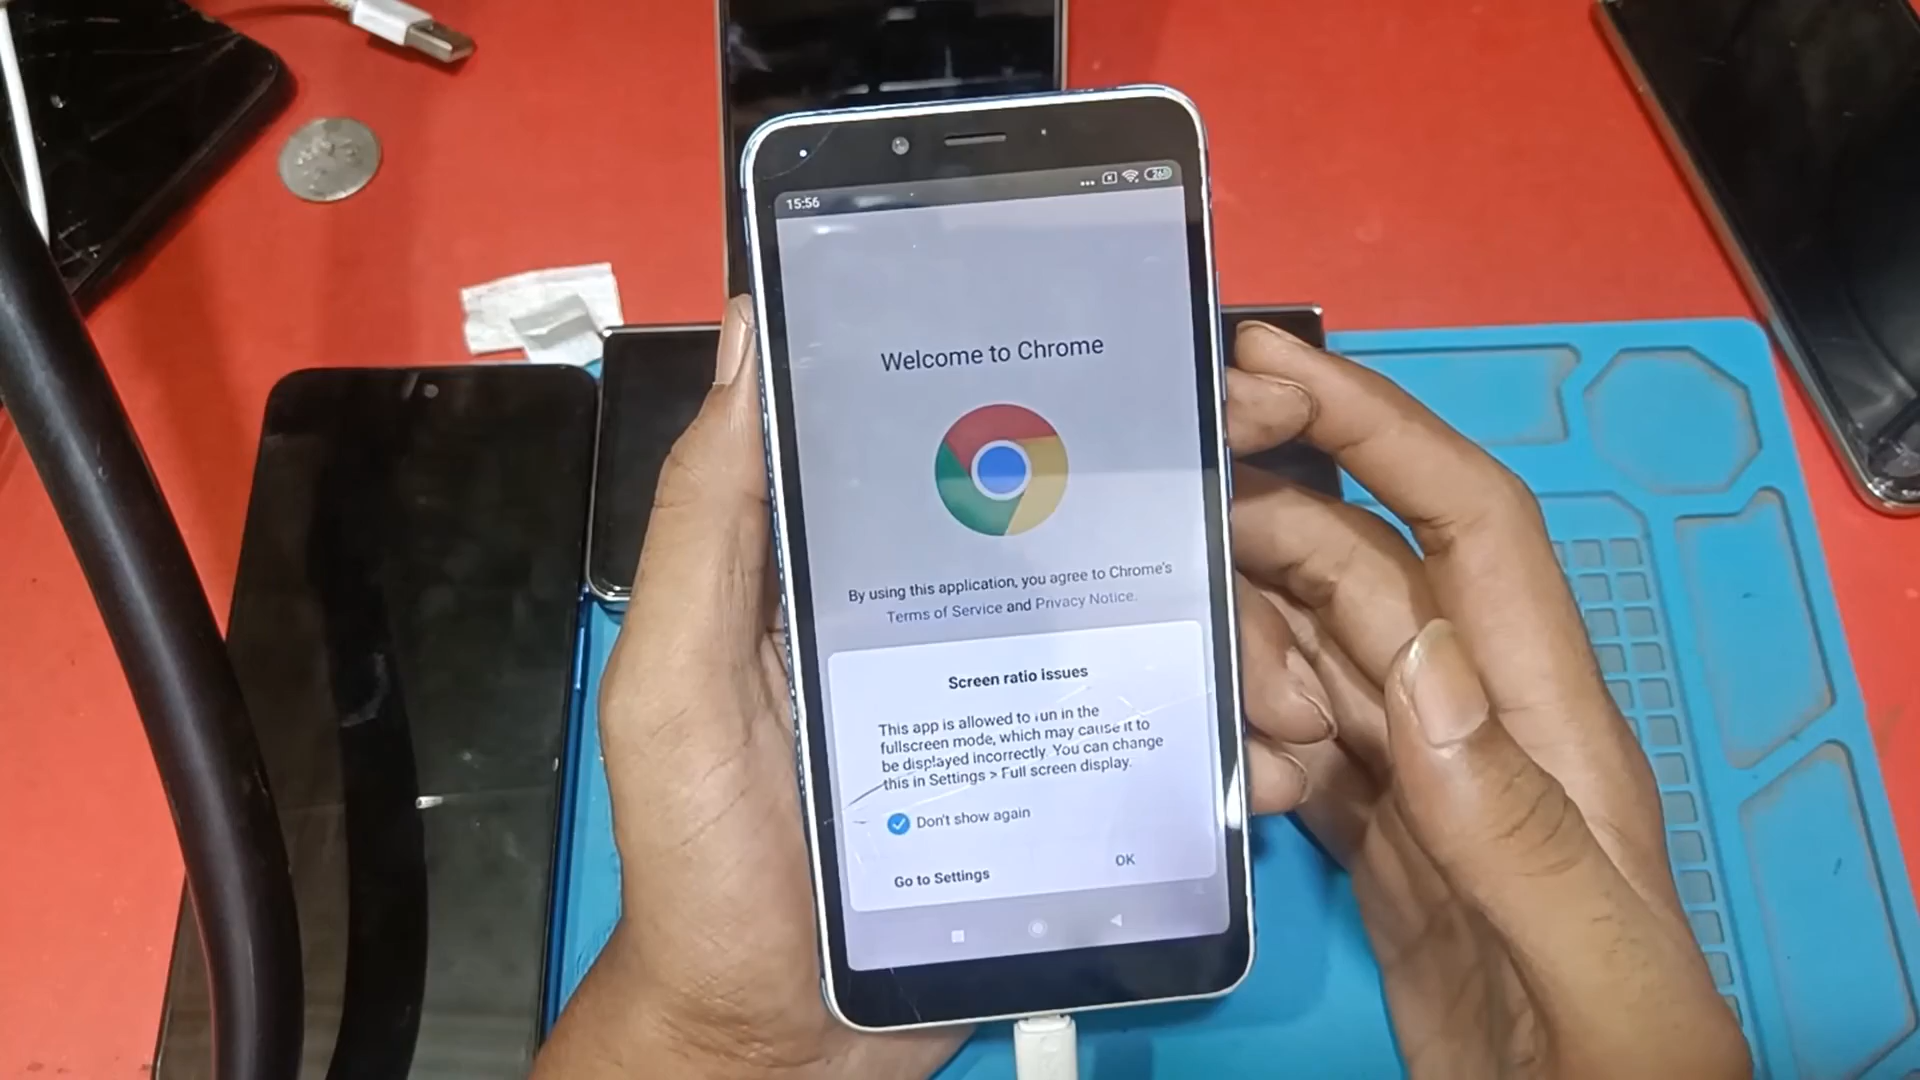 15:56
Welcome to Chrome
By using this application, you agree to Chrome's
Terms of Service and Privacy Notice.
Screen ratio issues
This app is allowed to run in the
fullscreen mode, which may cause it to
be displayed incorrectly. You can change
this in Settings > Full screen display.
Don't show again
Go to Settings
OK